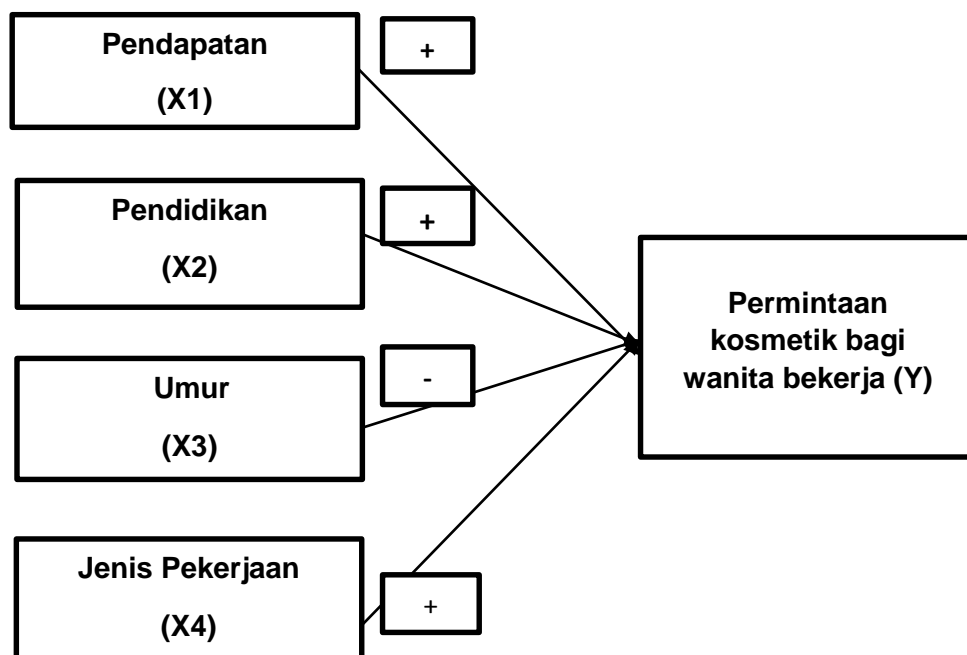 Pendapatan
(X1)
+
Pendidikan
(X2)
+
Umur
(X3)
-
Jenis Pekerjaan
(X4)
+
Permintaan
kosmetik bagi
wanita bekerja (Y)